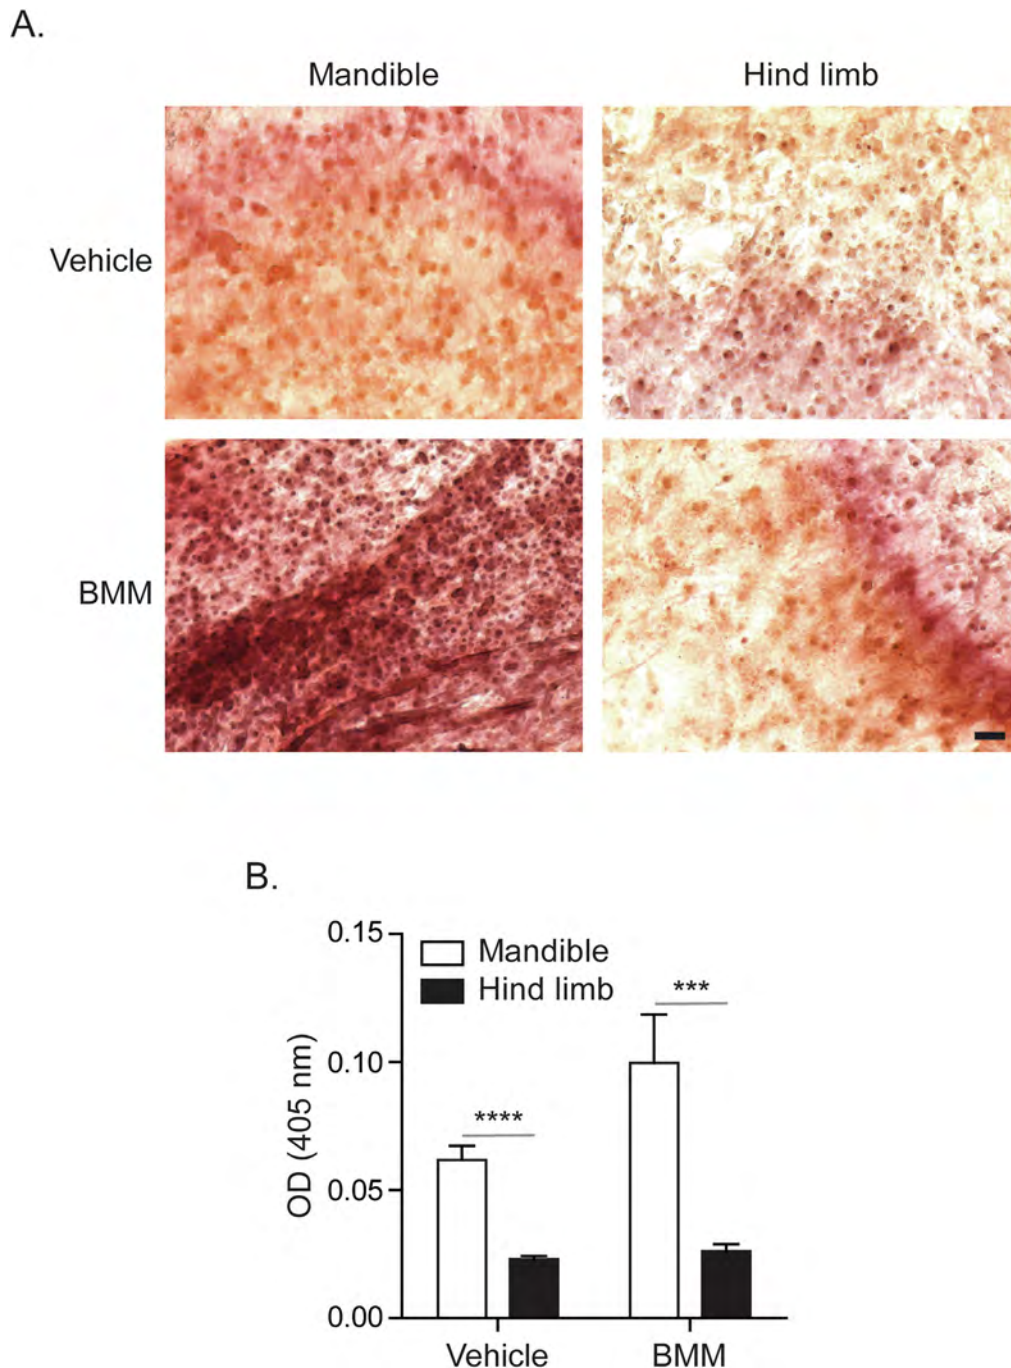 A.
Mandible Hind limb
Vehicle
BMM
B.
0.15
Mandible
Hind limb
***
0.10
****
OD (405 nm)
0.05
0.00
Vehicle BMM